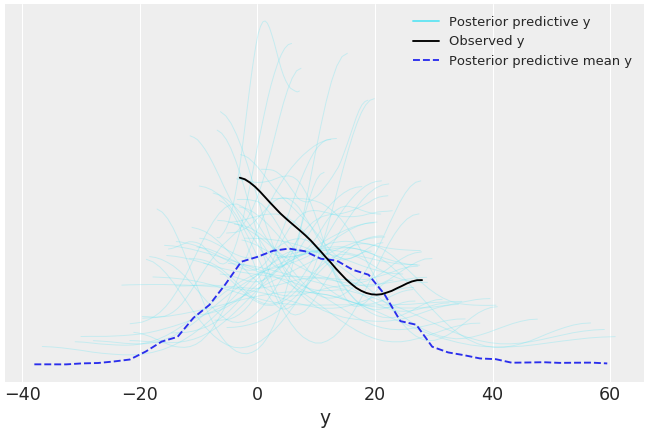 Posterior predictive y
Observed y
Posterior predictive mean y
−40 −20 0 20 40 60
y